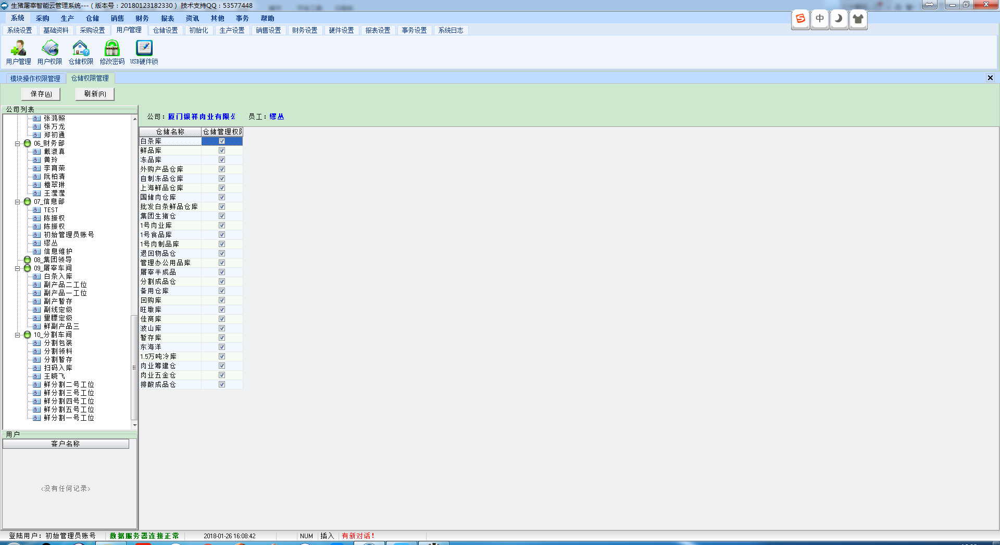 生猪屠宰智能云管理系统---（版本号：20180123182330）技术支持QQ：53577448
系统 采购 生产 仓储 销售 财务 报表 资讯 其他 事务 帮助
中
系统设置 基础资料 采购设置 用户管理 仓储设置 初始化 生产设置 销售设置 财务设置 硬件设置 报表设置 事务设置 系统日志
用户管理 用户权限 仓储权限 修改密码 USB硬件锁
模块操作权限管理 仓储权限管理
保存(A) 刷新(R)
公司列表
张鸿照
张万龙
郑初通
06_财务部
戴淑真
黄玲
李育荣
阮柏清
檀翠琳
王莹莹
07_信息部
TEST
陈振权
陈振权
初始管理员账号
缪丛
信息维护
08_集团领导
09_屠宰车间
白条入库
副产品二工位
副产品一工位
副产暂存
副线定级
量膘定级
鲜副产品三
10_分割车间
分割包装
分割领料
分割暂存
扫码入库
王晓飞
鲜分割二号工位
鲜分割三号工位
鲜分割四号工位
鲜分割五号工位
鲜分割一号工位
用户
客户名称
<没有任何记录>
公司：厦门银祥肉业有限公 员工：缪丛
仓储名称 仓储管理权限
白条库
鲜品库
冻品库
外购产品仓库
自制冻品仓库
上海鲜品仓库
国储肉仓库
批发白条鲜品仓库
集团生猪仓
1号肉业库
1号食品库
1号肉制品库
退回物品仓
管理办公用品库
屠宰半成品
分割成品仓
备用仓库
回购库
旺墩库
佳商库
波山库
暂存库
东海洋
1.5万吨冷库
肉业筹建仓
肉业五金仓
排酸成品仓
登陆用户：初始管理员账号 数据服务器连接正常 2018-01-26 16:08:42 NUM 插入 有新对话！